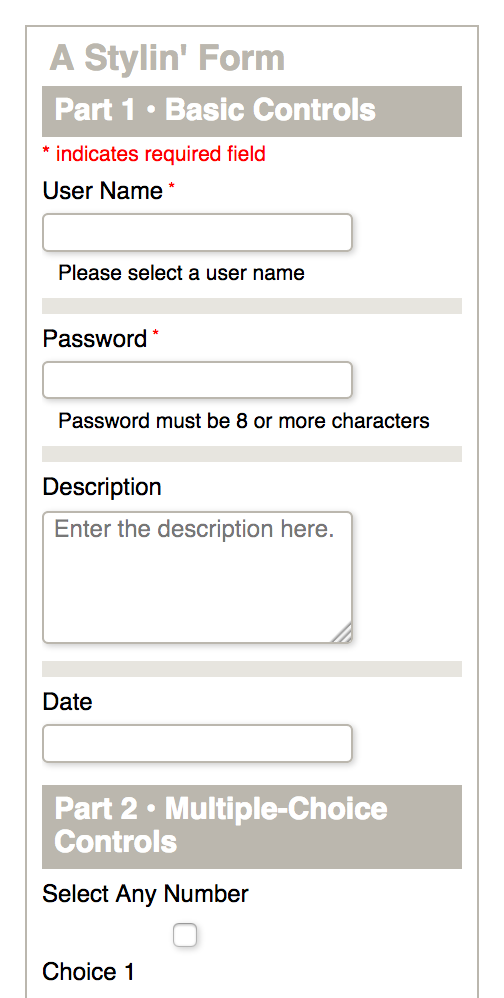 A Stylin' Form
Part 1 • Basic Controls
* indicates required field
User Name *
Please select a user name
Password *
Password must be 8 or more characters
Description
Enter the description here.
Date
Part 2 • Multiple-Choice
Controls
Select Any Number
Choice 1